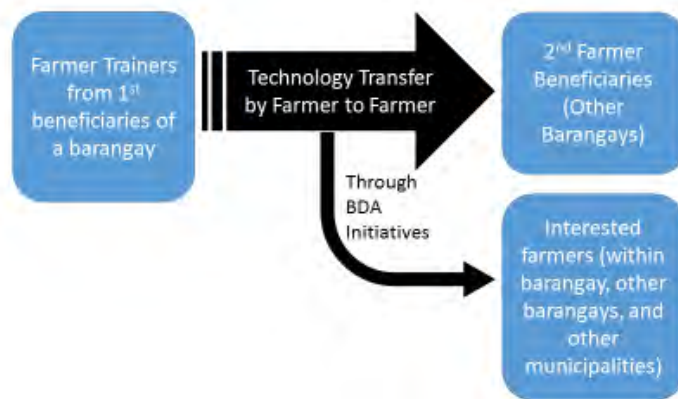 Farmer Trainers
from 1st
beneficiaries of
a barangay
Technology Transfer
by Farmer to Farmer
2nd Farmer
Beneficiaries
(Other
Barangays)
Through
BDA
Initiatives
Interested
farmers (within
barangay, other
barangays, and
other
municipalities)